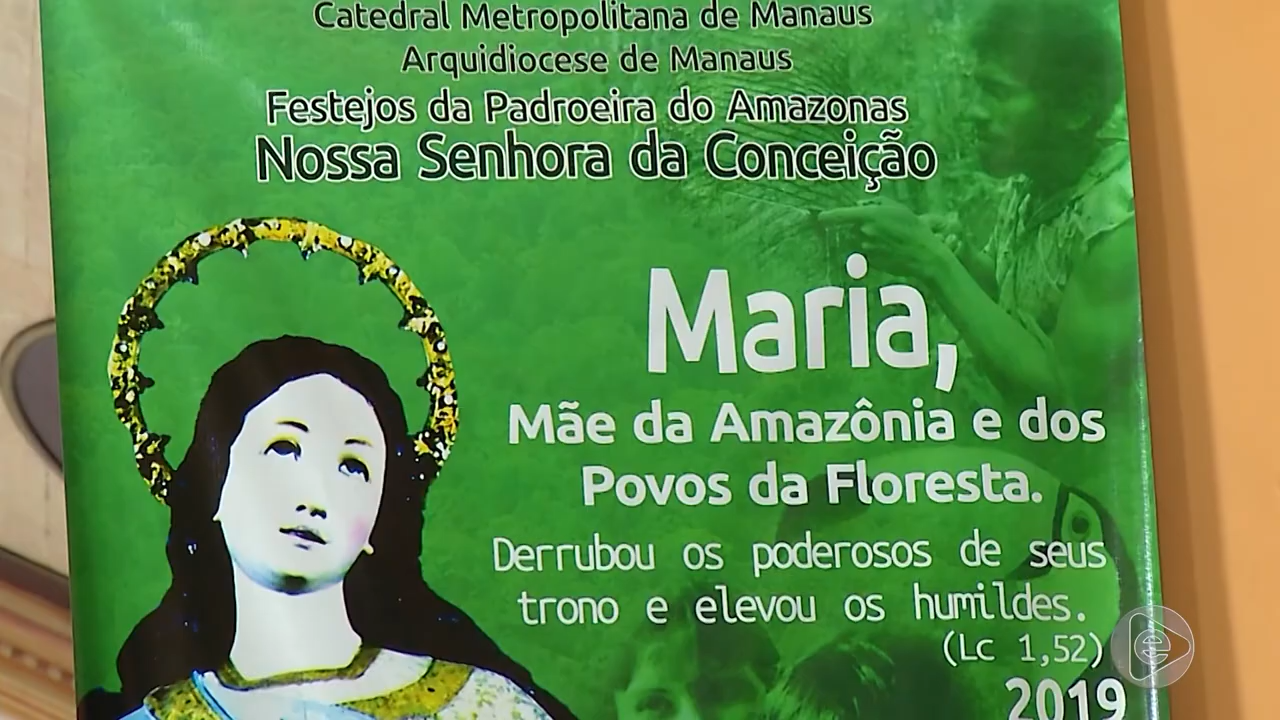 Catedral Metropolitana de Manaus
Arquidiocese de Manaus
Festejos da Padroeira do Amazonas
Nossa Senhora da Conceição
Maria,
Mãe da Amazônia e dos
Povos da Floresta.
Derrubou os poderosos de seus
trono e elevou os humildes.
(Lc 1,52)
2019